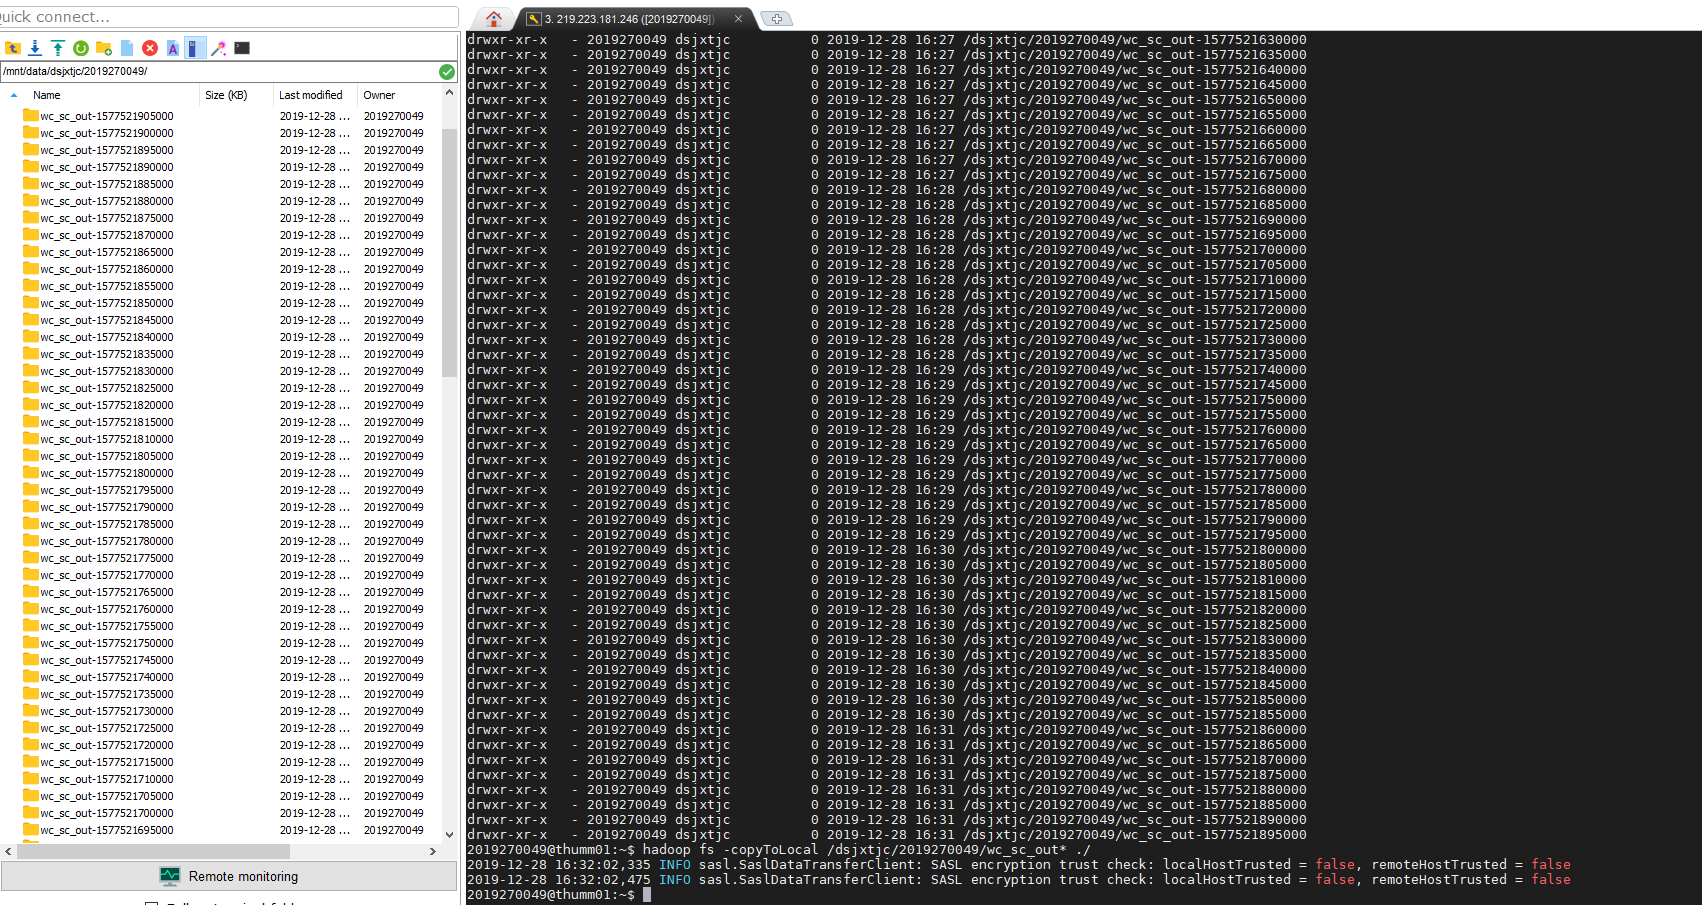 Quick connect...
3. 219.223.181.246 ([2019270049])
/mnt/data/dsjxtjc/2019270049/
Name Size (KB) Last modified Owner
wc_sc_out-1577521905000 2019-12-28 ... 2019270049
wc_sc_out-1577521900000 2019-12-28 ... 2019270049
wc_sc_out-1577521895000 2019-12-28 ... 2019270049
wc_sc_out-1577521890000 2019-12-28 ... 2019270049
wc_sc_out-1577521885000 2019-12-28 ... 2019270049
wc_sc_out-1577521880000 2019-12-28 ... 2019270049
wc_sc_out-1577521875000 2019-12-28 ... 2019270049
wc_sc_out-1577521870000 2019-12-28 ... 2019270049
wc_sc_out-1577521865000 2019-12-28 ... 2019270049
wc_sc_out-1577521860000 2019-12-28 ... 2019270049
wc_sc_out-1577521855000 2019-12-28 ... 2019270049
wc_sc_out-1577521850000 2019-12-28 ... 2019270049
wc_sc_out-1577521845000 2019-12-28 ... 2019270049
wc_sc_out-1577521840000 2019-12-28 ... 2019270049
wc_sc_out-1577521835000 2019-12-28 ... 2019270049
wc_sc_out-1577521830000 2019-12-28 ... 2019270049
wc_sc_out-1577521825000 2019-12-28 ... 2019270049
wc_sc_out-1577521820000 2019-12-28 ... 2019270049
wc_sc_out-1577521815000 2019-12-28 ... 2019270049
wc_sc_out-1577521810000 2019-12-28 ... 2019270049
wc_sc_out-1577521805000 2019-12-28 ... 2019270049
wc_sc_out-1577521800000 2019-12-28 ... 2019270049
wc_sc_out-1577521795000 2019-12-28 ... 2019270049
wc_sc_out-1577521790000 2019-12-28 ... 2019270049
wc_sc_out-1577521785000 2019-12-28 ... 2019270049
wc_sc_out-1577521780000 2019-12-28 ... 2019270049
wc_sc_out-1577521775000 2019-12-28 ... 2019270049
wc_sc_out-1577521770000 2019-12-28 ... 2019270049
wc_sc_out-1577521765000 2019-12-28 ... 2019270049
wc_sc_out-1577521760000 2019-12-28 ... 2019270049
wc_sc_out-1577521755000 2019-12-28 ... 2019270049
wc_sc_out-1577521750000 2019-12-28 ... 2019270049
wc_sc_out-1577521745000 2019-12-28 ... 2019270049
wc_sc_out-1577521740000 2019-12-28 ... 2019270049
wc_sc_out-1577521735000 2019-12-28 ... 2019270049
wc_sc_out-1577521730000 2019-12-28 ... 2019270049
wc_sc_out-1577521725000 2019-12-28 ... 2019270049
wc_sc_out-1577521720000 2019-12-28 ... 2019270049
wc_sc_out-1577521715000 2019-12-28 ... 2019270049
wc_sc_out-1577521710000 2019-12-28 ... 2019270049
wc_sc_out-1577521705000 2019-12-28 ... 2019270049
wc_sc_out-1577521700000 2019-12-28 ... 2019270049
wc_sc_out-1577521695000 2019-12-28 ... 2019270049
Remote monitoring
drwxr-xr-x - 2019270049 dsjxtjc 0 2019-12-28 16:27 /dsjxtjc/2019270049/wc_sc_out-1577521630000
drwxr-xr-x - 2019270049 dsjxtjc 0 2019-12-28 16:27 /dsjxtjc/2019270049/wc_sc_out-1577521635000
drwxr-xr-x - 2019270049 dsjxtjc 0 2019-12-28 16:27 /dsjxtjc/2019270049/wc_sc_out-1577521640000
drwxr-xr-x - 2019270049 dsjxtjc 0 2019-12-28 16:27 /dsjxtjc/2019270049/wc_sc_out-1577521645000
drwxr-xr-x - 2019270049 dsjxtjc 0 2019-12-28 16:27 /dsjxtjc/2019270049/wc_sc_out-1577521650000
drwxr-xr-x - 2019270049 dsjxtjc 0 2019-12-28 16:27 /dsjxtjc/2019270049/wc_sc_out-1577521655000
drwxr-xr-x - 2019270049 dsjxtjc 0 2019-12-28 16:27 /dsjxtjc/2019270049/wc_sc_out-1577521660000
drwxr-xr-x - 2019270049 dsjxtjc 0 2019-12-28 16:27 /dsjxtjc/2019270049/wc_sc_out-1577521665000
drwxr-xr-x - 2019270049 dsjxtjc 0 2019-12-28 16:27 /dsjxtjc/2019270049/wc_sc_out-1577521670000
drwxr-xr-x - 2019270049 dsjxtjc 0 2019-12-28 16:27 /dsjxtjc/2019270049/wc_sc_out-1577521675000
drwxr-xr-x - 2019270049 dsjxtjc 0 2019-12-28 16:28 /dsjxtjc/2019270049/wc_sc_out-1577521680000
drwxr-xr-x - 2019270049 dsjxtjc 0 2019-12-28 16:28 /dsjxtjc/2019270049/wc_sc_out-1577521685000
drwxr-xr-x - 2019270049 dsjxtjc 0 2019-12-28 16:28 /dsjxtjc/2019270049/wc_sc_out-1577521690000
drwxr-xr-x - 2019270049 dsjxtjc 0 2019-12-28 16:28 /dsjxtjc/2019270049/wc_sc_out-1577521695000
drwxr-xr-x - 2019270049 dsjxtjc 0 2019-12-28 16:28 /dsjxtjc/2019270049/wc_sc_out-1577521700000
drwxr-xr-x - 2019270049 dsjxtjc 0 2019-12-28 16:28 /dsjxtjc/2019270049/wc_sc_out-1577521705000
drwxr-xr-x - 2019270049 dsjxtjc 0 2019-12-28 16:28 /dsjxtjc/2019270049/wc_sc_out-1577521710000
drwxr-xr-x - 2019270049 dsjxtjc 0 2019-12-28 16:28 /dsjxtjc/2019270049/wc_sc_out-1577521715000
drwxr-xr-x - 2019270049 dsjxtjc 0 2019-12-28 16:28 /dsjxtjc/2019270049/wc_sc_out-1577521720000
drwxr-xr-x - 2019270049 dsjxtjc 0 2019-12-28 16:28 /dsjxtjc/2019270049/wc_sc_out-1577521725000
drwxr-xr-x - 2019270049 dsjxtjc 0 2019-12-28 16:28 /dsjxtjc/2019270049/wc_sc_out-1577521730000
drwxr-xr-x - 2019270049 dsjxtjc 0 2019-12-28 16:28 /dsjxtjc/2019270049/wc_sc_out-1577521735000
drwxr-xr-x - 2019270049 dsjxtjc 0 2019-12-28 16:29 /dsjxtjc/2019270049/wc_sc_out-1577521740000
drwxr-xr-x - 2019270049 dsjxtjc 0 2019-12-28 16:29 /dsjxtjc/2019270049/wc_sc_out-1577521745000
drwxr-xr-x - 2019270049 dsjxtjc 0 2019-12-28 16:29 /dsjxtjc/2019270049/wc_sc_out-1577521750000
drwxr-xr-x - 2019270049 dsjxtjc 0 2019-12-28 16:29 /dsjxtjc/2019270049/wc_sc_out-1577521755000
drwxr-xr-x - 2019270049 dsjxtjc 0 2019-12-28 16:29 /dsjxtjc/2019270049/wc_sc_out-1577521760000
drwxr-xr-x - 2019270049 dsjxtjc 0 2019-12-28 16:29 /dsjxtjc/2019270049/wc_sc_out-1577521765000
drwxr-xr-x - 2019270049 dsjxtjc 0 2019-12-28 16:29 /dsjxtjc/2019270049/wc_sc_out-1577521770000
drwxr-xr-x - 2019270049 dsjxtjc 0 2019-12-28 16:29 /dsjxtjc/2019270049/wc_sc_out-1577521775000
drwxr-xr-x - 2019270049 dsjxtjc 0 2019-12-28 16:29 /dsjxtjc/2019270049/wc_sc_out-1577521780000
drwxr-xr-x - 2019270049 dsjxtjc 0 2019-12-28 16:29 /dsjxtjc/2019270049/wc_sc_out-1577521785000
drwxr-xr-x - 2019270049 dsjxtjc 0 2019-12-28 16:29 /dsjxtjc/2019270049/wc_sc_out-1577521790000
drwxr-xr-x - 2019270049 dsjxtjc 0 2019-12-28 16:29 /dsjxtjc/2019270049/wc_sc_out-1577521795000
drwxr-xr-x - 2019270049 dsjxtjc 0 2019-12-28 16:30 /dsjxtjc/2019270049/wc_sc_out-1577521800000
drwxr-xr-x - 2019270049 dsjxtjc 0 2019-12-28 16:30 /dsjxtjc/2019270049/wc_sc_out-1577521805000
drwxr-xr-x - 2019270049 dsjxtjc 0 2019-12-28 16:30 /dsjxtjc/2019270049/wc_sc_out-1577521810000
drwxr-xr-x - 2019270049 dsjxtjc 0 2019-12-28 16:30 /dsjxtjc/2019270049/wc_sc_out-1577521815000
drwxr-xr-x - 2019270049 dsjxtjc 0 2019-12-28 16:30 /dsjxtjc/2019270049/wc_sc_out-1577521820000
drwxr-xr-x - 2019270049 dsjxtjc 0 2019-12-28 16:30 /dsjxtjc/2019270049/wc_sc_out-1577521825000
drwxr-xr-x - 2019270049 dsjxtjc 0 2019-12-28 16:30 /dsjxtjc/2019270049/wc_sc_out-1577521830000
drwxr-xr-x - 2019270049 dsjxtjc 0 2019-12-28 16:30 /dsjxtjc/2019270049/wc_sc_out-1577521835000
drwxr-xr-x - 2019270049 dsjxtjc 0 2019-12-28 16:30 /dsjxtjc/2019270049/wc_sc_out-1577521840000
drwxr-xr-x - 2019270049 dsjxtjc 0 2019-12-28 16:30 /dsjxtjc/2019270049/wc_sc_out-1577521845000
drwxr-xr-x - 2019270049 dsjxtjc 0 2019-12-28 16:30 /dsjxtjc/2019270049/wc_sc_out-1577521850000
drwxr-xr-x - 2019270049 dsjxtjc 0 2019-12-28 16:30 /dsjxtjc/2019270049/wc_sc_out-1577521855000
drwxr-xr-x - 2019270049 dsjxtjc 0 2019-12-28 16:31 /dsjxtjc/2019270049/wc_sc_out-1577521860000
drwxr-xr-x - 2019270049 dsjxtjc 0 2019-12-28 16:31 /dsjxtjc/2019270049/wc_sc_out-1577521865000
drwxr-xr-x - 2019270049 dsjxtjc 0 2019-12-28 16:31 /dsjxtjc/2019270049/wc_sc_out-1577521870000
drwxr-xr-x - 2019270049 dsjxtjc 0 2019-12-28 16:31 /dsjxtjc/2019270049/wc_sc_out-1577521875000
drwxr-xr-x - 2019270049 dsjxtjc 0 2019-12-28 16:31 /dsjxtjc/2019270049/wc_sc_out-1577521880000
drwxr-xr-x - 2019270049 dsjxtjc 0 2019-12-28 16:31 /dsjxtjc/2019270049/wc_sc_out-1577521885000
drwxr-xr-x - 2019270049 dsjxtjc 0 2019-12-28 16:31 /dsjxtjc/2019270049/wc_sc_out-1577521890000
drwxr-xr-x - 2019270049 dsjxtjc 0 2019-12-28 16:31 /dsjxtjc/2019270049/wc_sc_out-1577521895000
2019270049@thumm01:~$ hadoop fs -copyToLocal /dsjxtjc/2019270049/wc_sc_out* ./
2019-12-28 16:32:02,335 INFO sasl.SaslDataTransferClient: SASL encryption trust check: localHostTrusted = false, remoteHostTrusted = false
2019-12-28 16:32:02,475 INFO sasl.SaslDataTransferClient: SASL encryption trust check: localHostTrusted = false, remoteHostTrusted = false
2019270049@thumm01:~$